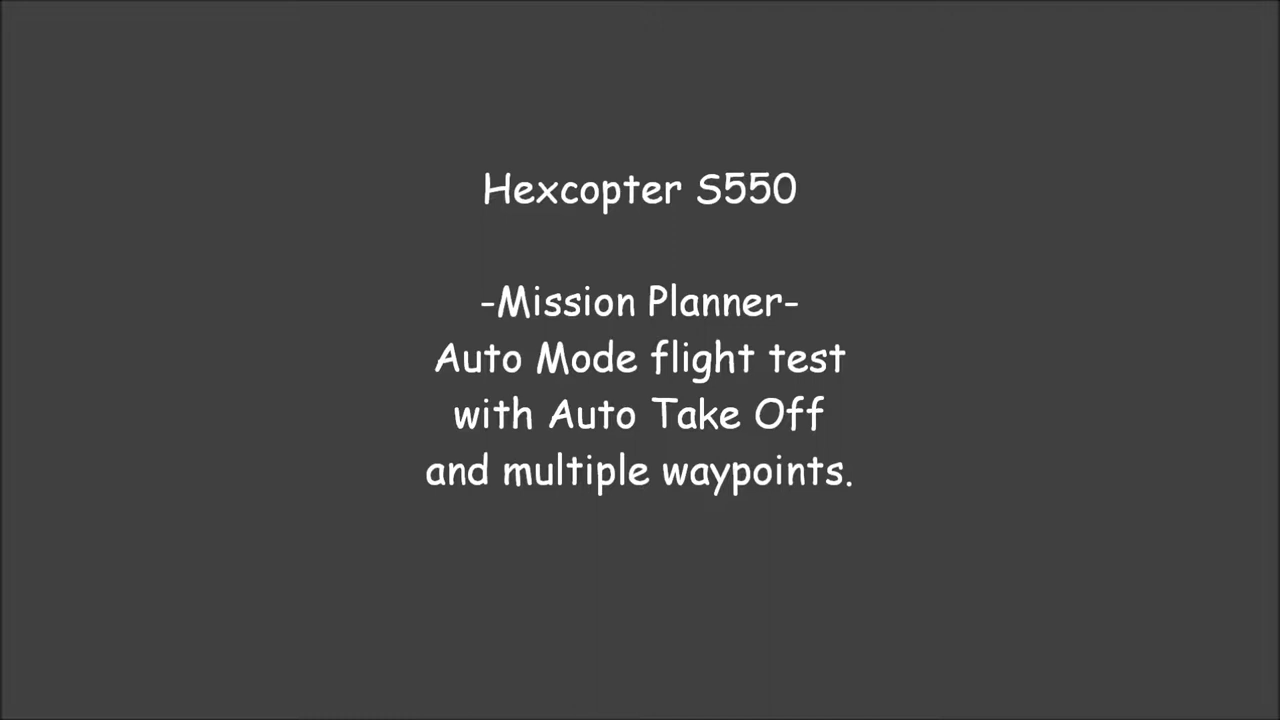 Hexcopter S550
-Mission Planner-
Auto Mode flight test
with Auto Take Off
and multiple waypoints.